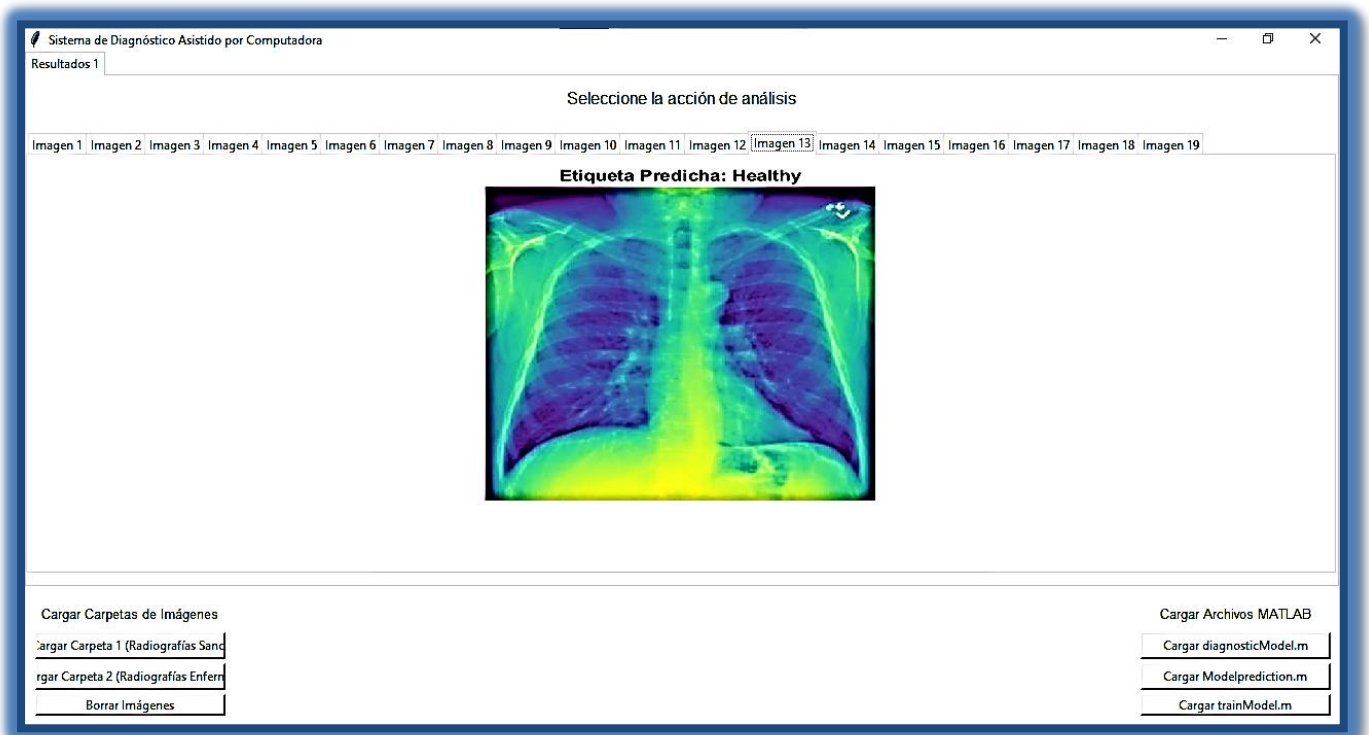 Sistema de Diagnóstico Asistido por Computadora
Resultados 1
Seleccione la acción de análisis
Imagen 1 Imagen 2 Imagen 3 Imagen 4 Imagen 5 Imagen 6 Imagen 7 Imagen 8 Imagen 9 Imagen 10 Imagen 11 Imagen 12 Imagen 13 Imagen 14 Imagen 15 Imagen 16 Imagen 17 Imagen 18 Imagen 19
Etiqueta Predicha: Healthy
Cargar Carpetas de Imágenes
argar Carpeta 1 (Radiografías Sanc
rgar Carpeta 2 (Radiografías Enfern
Borrar Imágenes
Cargar Archivos MATLAB
Cargar diagnosticModel.m
Cargar Modelprediction.m
Cargar trainModel.m